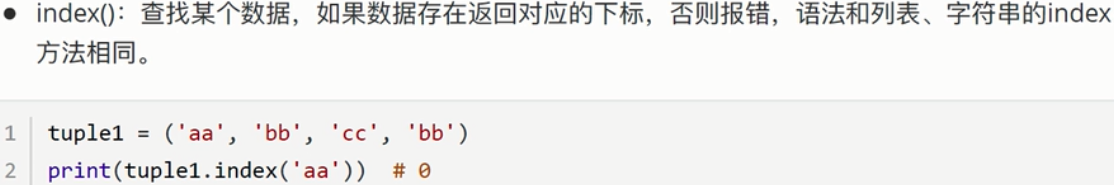 ● index()：查找某个数据，如果数据存在返回对应的下标，否则报错，语法和列表、字符串的index
方法相同。
1 tuple1 = ('aa', 'bb', 'cc', 'bb')
2 print(tuple1.index('aa'))  # 0